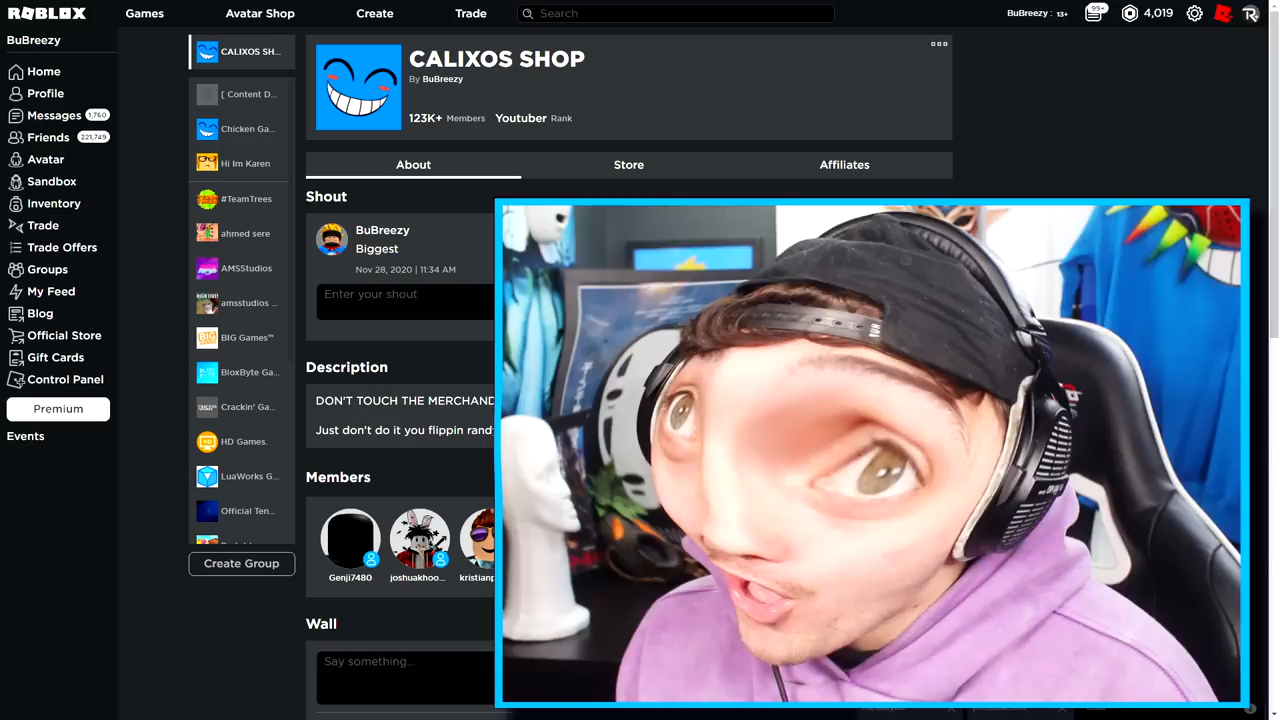 ROBLOX
Games
Avatar Shop
Create
Trade
Search
BuBreezy : 13+
99+
4,019
BuBreezy
Home
Profile
Messages 1,760
Friends 221,749
Avatar
Sandbox
Inventory
Trade
Trade Offers
Groups
My Feed
Blog
Official Store
Gift Cards
Control Panel
Premium
Events
CALIXOS SH...
[ Content D...
Chicken Ga...
Hi Im Karen
#TeamTrees
ahmed sere
AMSStudios
amsstudios ...
BIG Games™
BloxByte Ga...
Crackin' Ga...
HD Games.
LuaWorks G...
Official Ten...
Create Group
CALIXOS SHOP
By BuBreezy
123K+ Members Youtuber Rank
About
Store
Affiliates
Shout
BuBreezy
Biggest
Nov 28, 2020 | 11:34 AM
Enter your shout
Description
DON'T TOUCH THE MERCHAND
Just don't do it you flippin rand
Members
Genji7480
joshuakhoo...
kristianp
Wall
Say something...